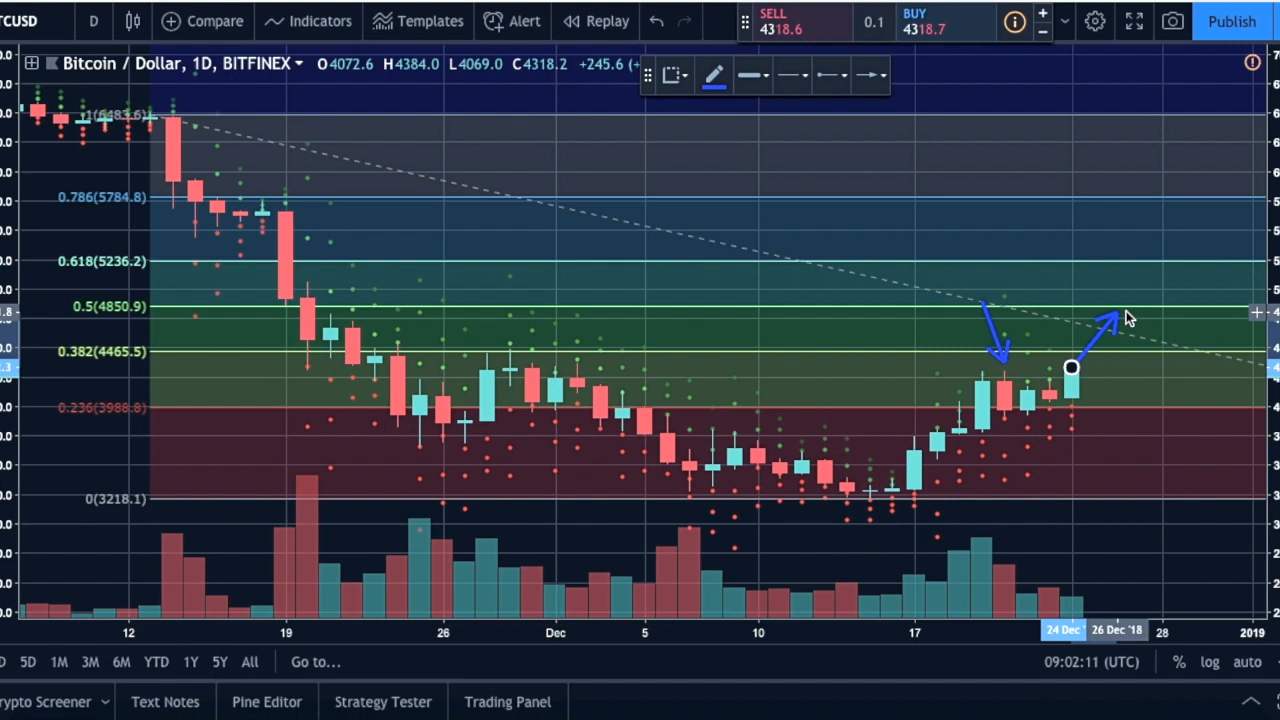 TCUSD D Compare Indicators Templates Alert Replay SELL 4318.6 0.1 BUY 4318.7 Publish
Bitcoin / Dollar, 1D, BITFINEX O4072.6 H4384.0 L4069.0 C4318.2 +245.6 (+
1(6483.6)
0.786(5784.8)
0.618(5236.2)
0.5(4850.9)
0.382(4465.5)
0.236(3988.8)
0(3218.1)
12 19 26 Dec 5 10 17 24 Dec ' 26 Dec '18 28 2019
D 5D 1M 3M 6M YTD 1Y 5Y All Go to... 09:02:11 (UTC) % log auto
rypto Screener Text Notes Pine Editor Strategy Tester Trading Panel